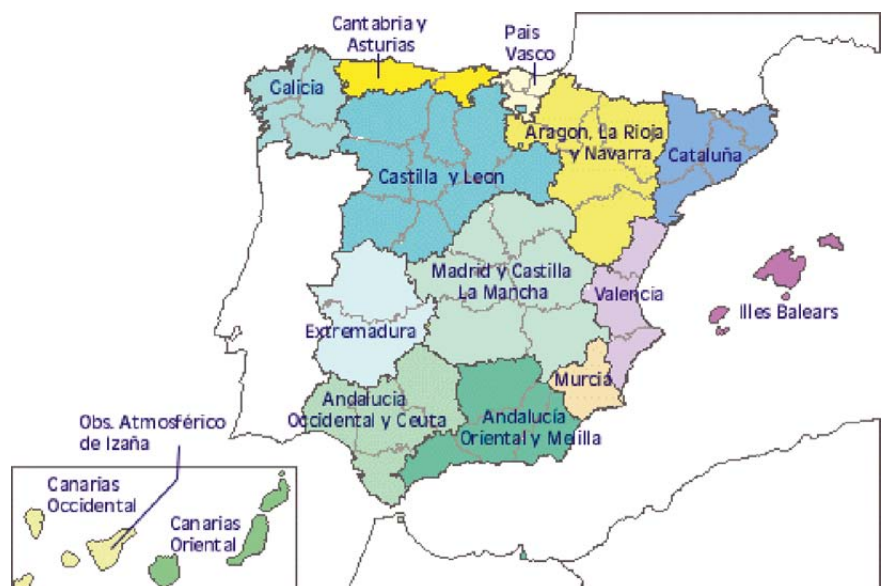 Cantabria y
Asturias
Pais
Vasco
Galicia
Aragon, La Rioja
y Navarra
Cataluña
Castilla y Leon
Madrid y Castilla
La Mancha
Valencia
Illes Balears
Extremadura
Murcia
Andalucia
Occidental y Ceuta
Andalucía
Oriental y Melilla
Obs. Atmosférico
de Izaña
Canarias
Occidental
Canarias
Oriental